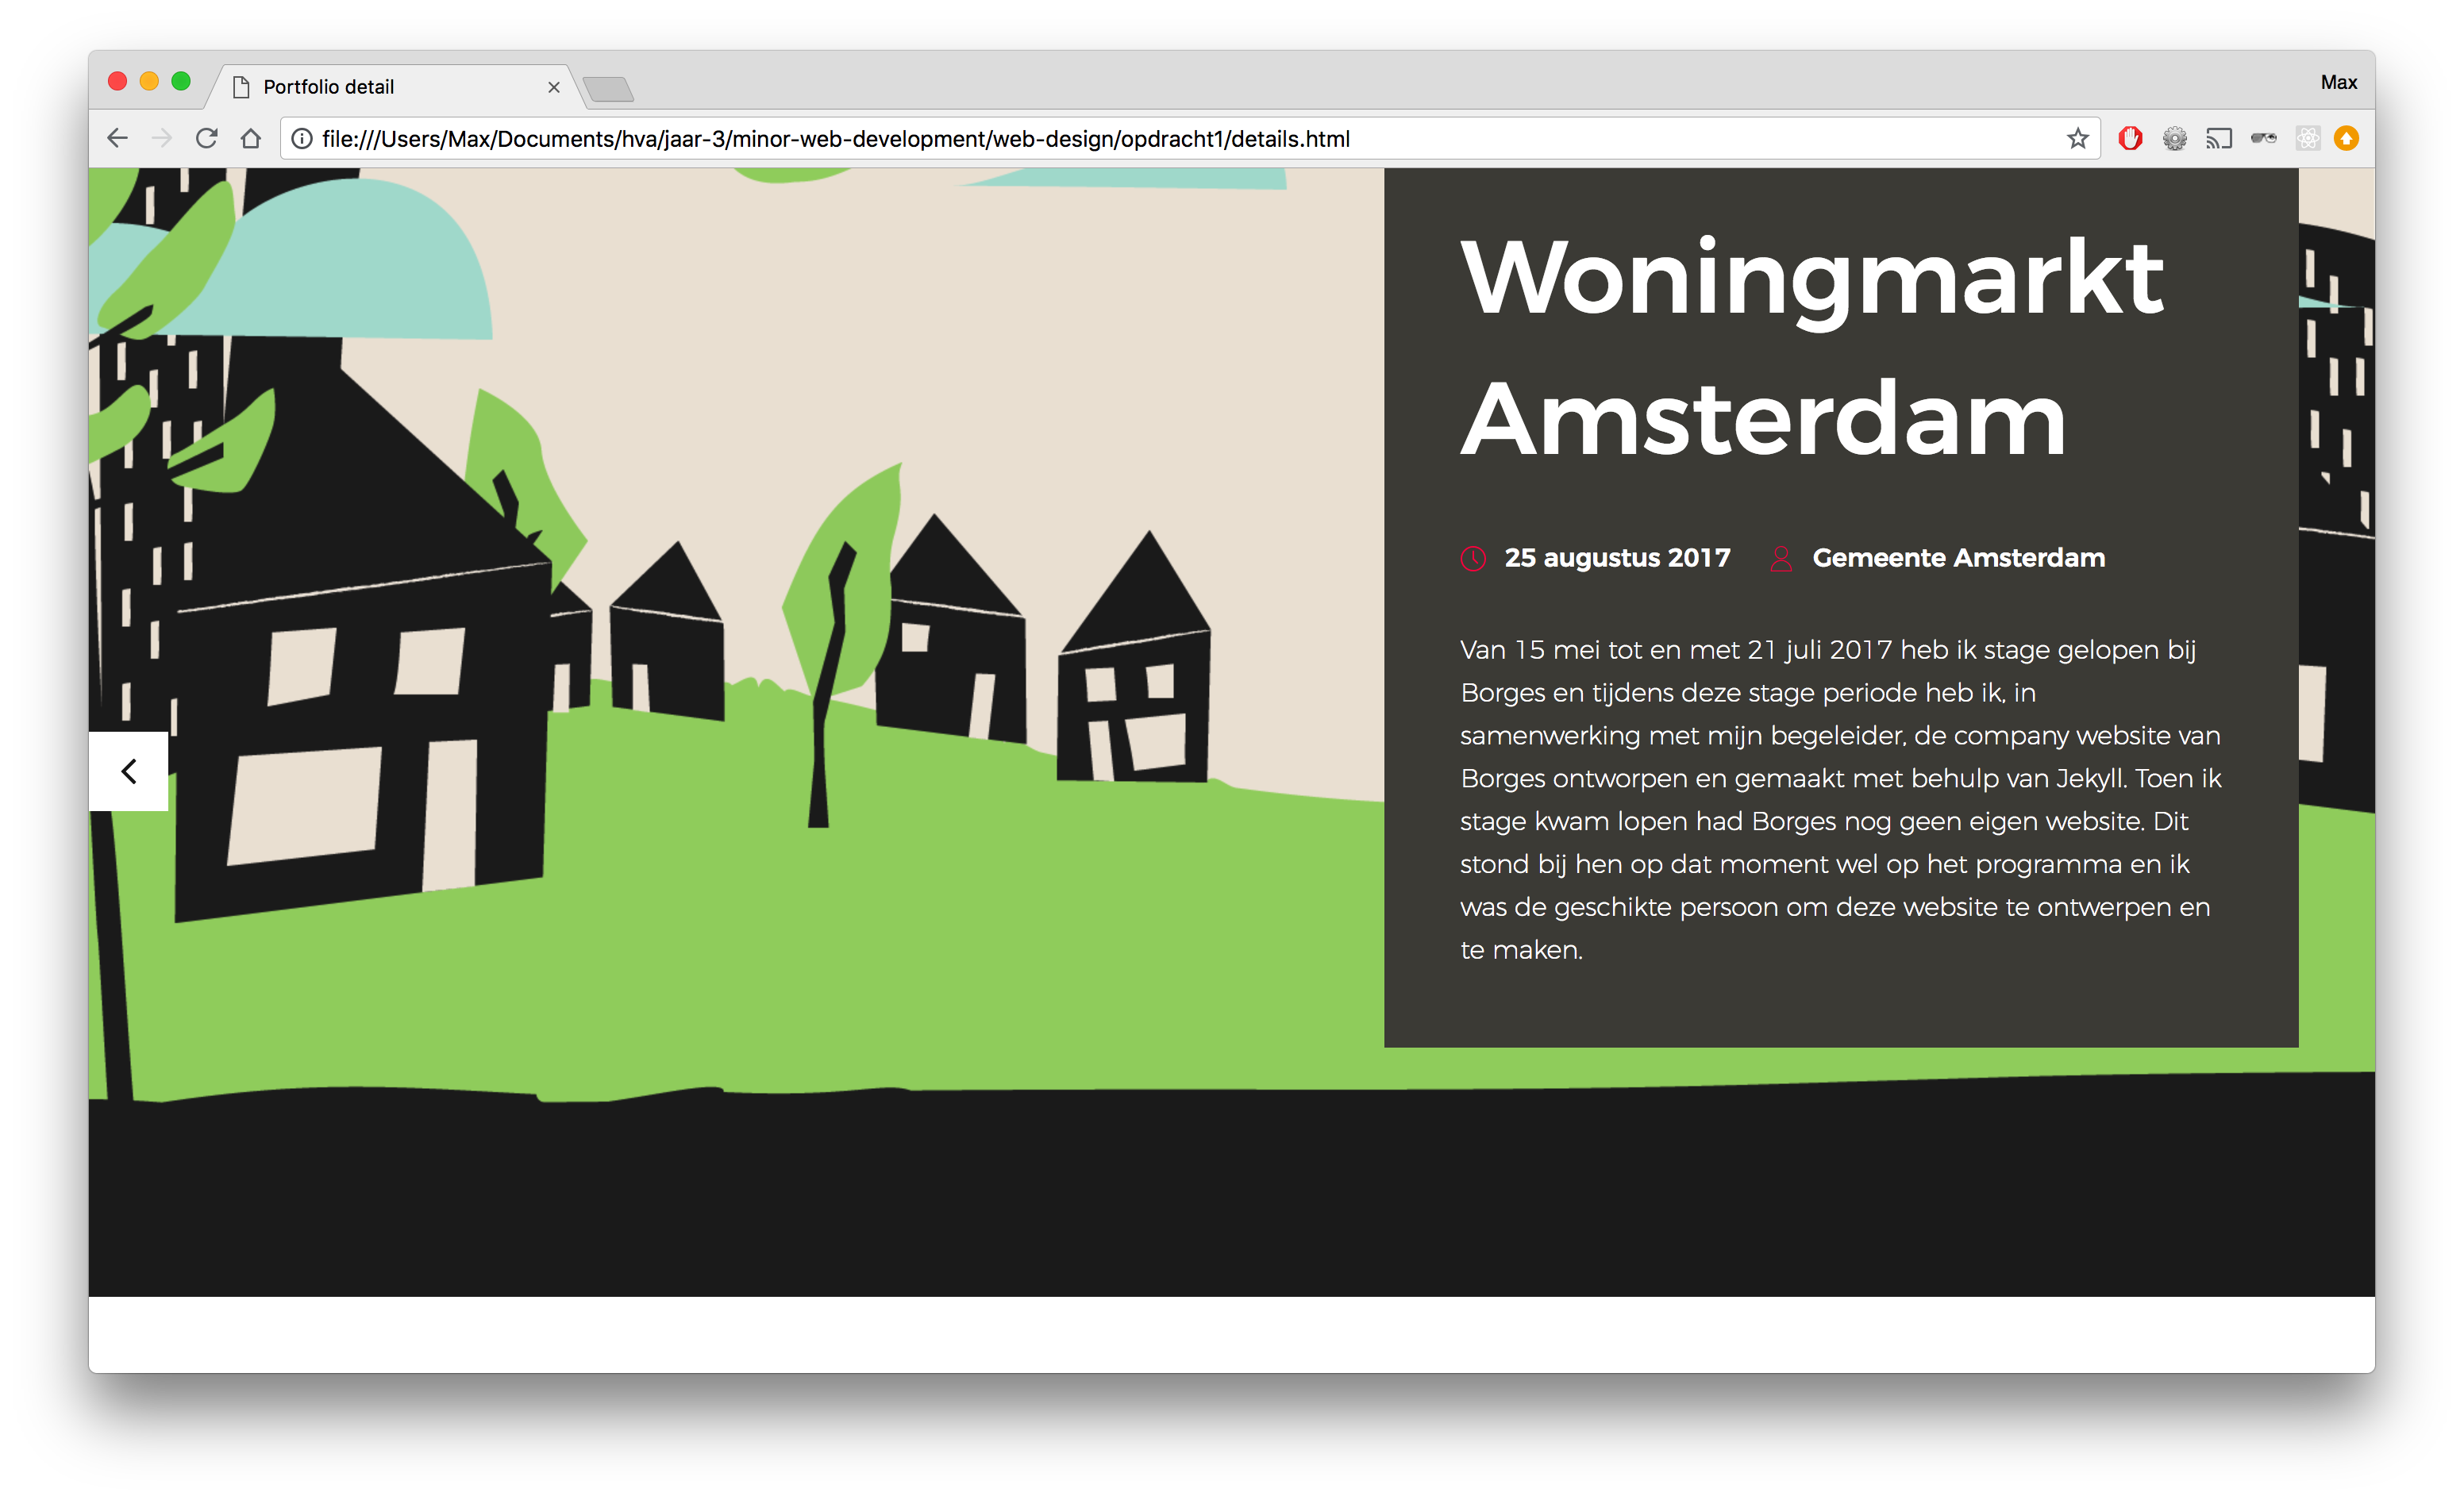 Portfolio detail
Max
file:///Users/Max/Documents/hva/jaar-3/minor-web-development/web-design/opdracht1/details.html
Woningmarkt
Amsterdam
25 augustus 2017 Gemeente Amsterdam
Van 15 mei tot en met 21 juli 2017 heb ik stage gelopen bij
Borges en tijdens deze stage periode heb ik, in
samenwerking met mijn begeleider, de company website van
Borges ontworpen en gemaakt met behulp van Jekyll. Toen ik
stage kwam lopen had Borges nog geen eigen website. Dit
stond bij hen op dat moment wel op het programma en ik
was de geschikte persoon om deze website te ontwerpen en
te maken.